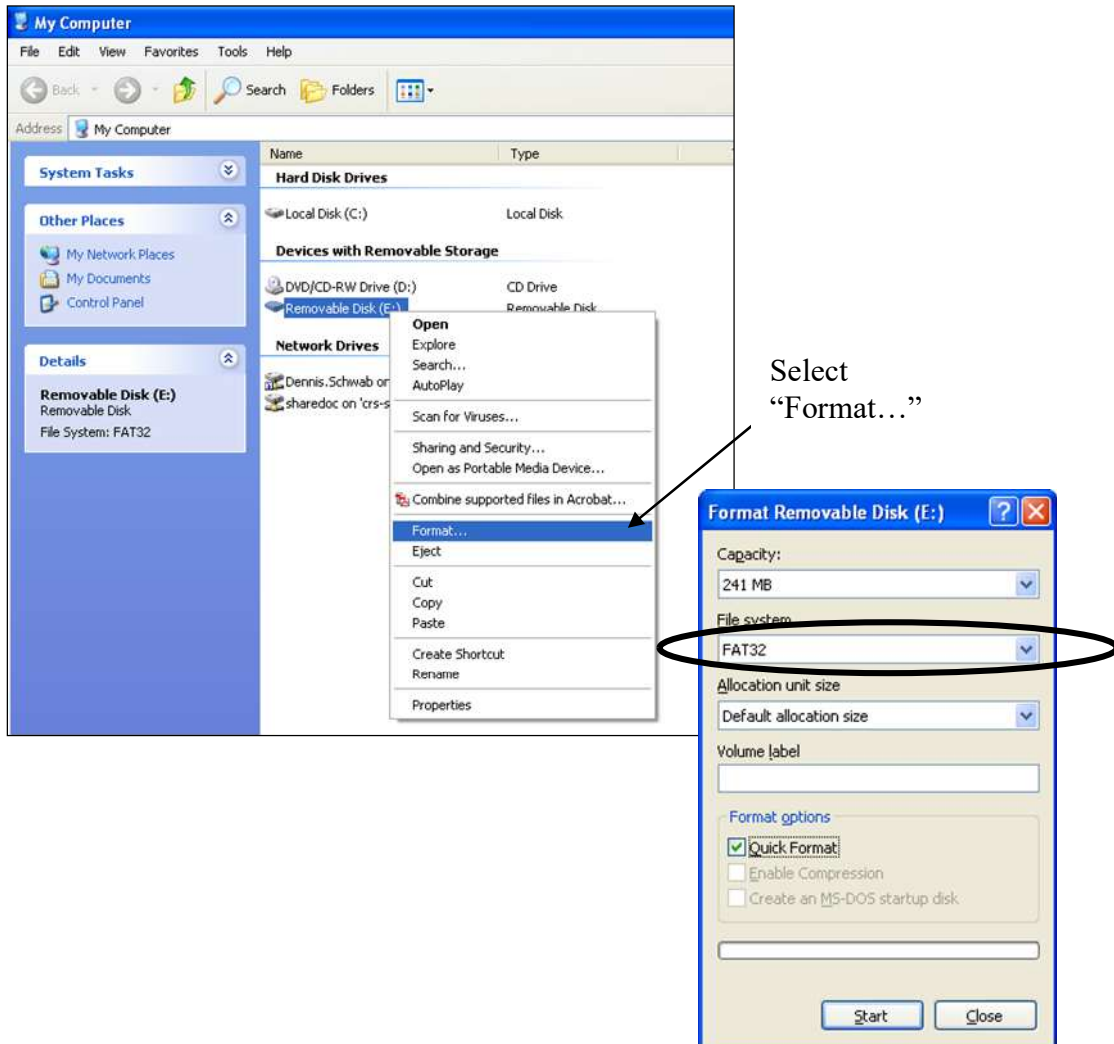 My Computer
File Edit View Favorites Tools Help
Back Search Folders
Address My Computer
System Tasks
Other Places
My Network Places
My Documents
Control Panel
Details
Removable Disk (E:)
Removable Disk
File System: FAT32
Name Type
Hard Disk Drives
Local Disk (C:) Local Disk
Devices with Removable Storage
DVD/CD-RW Drive (D:) CD Drive
Removable Disk (E:) Removable Disk
Network Drives
Dennis.Schwab on
sharedoc on 'crs-s
Open
Explore
Search...
AutoPlay
Scan for Viruses...
Sharing and Security...
Open as Portable Media Device...
Combine supported files in Acrobat...
Format...
Eject
Cut
Copy
Paste
Create Shortcut
Rename
Properties
Select
“Format…”
Format Removable Disk (E:)
Capacity:
241 MB
File system
FAT32
Allocation unit size
Default allocation size
Volume label
Format options
Quick Format
Enable Compression
Create an MS-DOS startup disk
Start Close